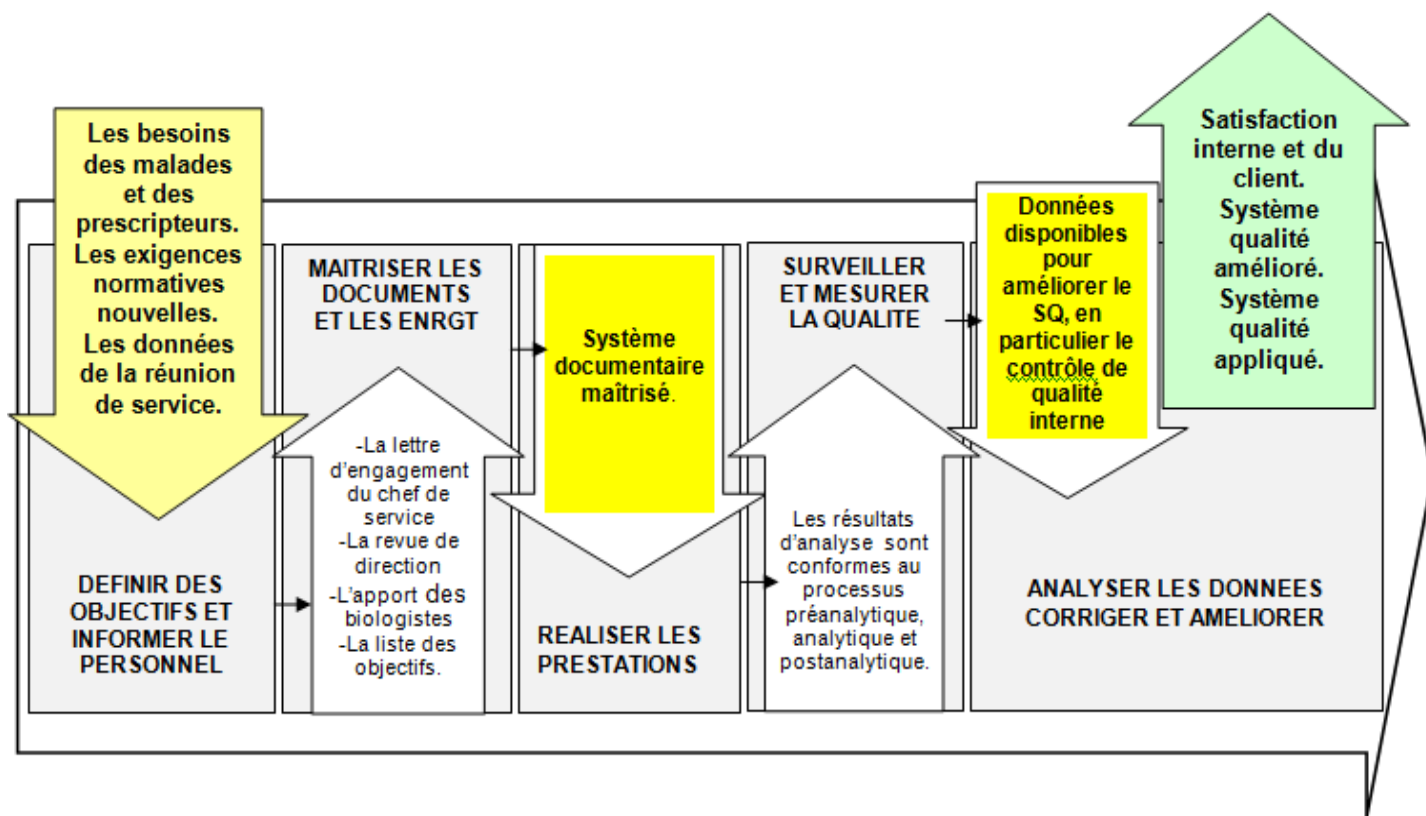 Les besoins
des malades
et des
prescripteurs.
Les exigences
normatives
nouvelles.
Les données
de la réunion
de service.
DEFINIR DES
OBJECTIFS ET
INFORMER LE
PERSONNEL
MAITRISER LES
DOCUMENTS
ET LES ENRGT
-La lettre
d'engagement
du chef de
service
-La revue de
direction
-L'apport des
biologistes
-La liste des
objectifs.
Système
documentaire
maîtrisé.
REALISER LES
PRESTATIONS
SURVEILLER
ET MESURER
LA QUALITE
Les résultats
d'analyse sont
conformes au
processus
préanalytique,
analytique et
postanalytique.
Données
disponibles
pour
améliorer le
SQ, en
particulier le
contrôle de
qualité
interne
ANALYSER LES DONNEES
CORRIGER ET AMELIORER
Satisfaction
interne et du
client.
Système
qualité
amélioré.
Système
qualité
appliqué.